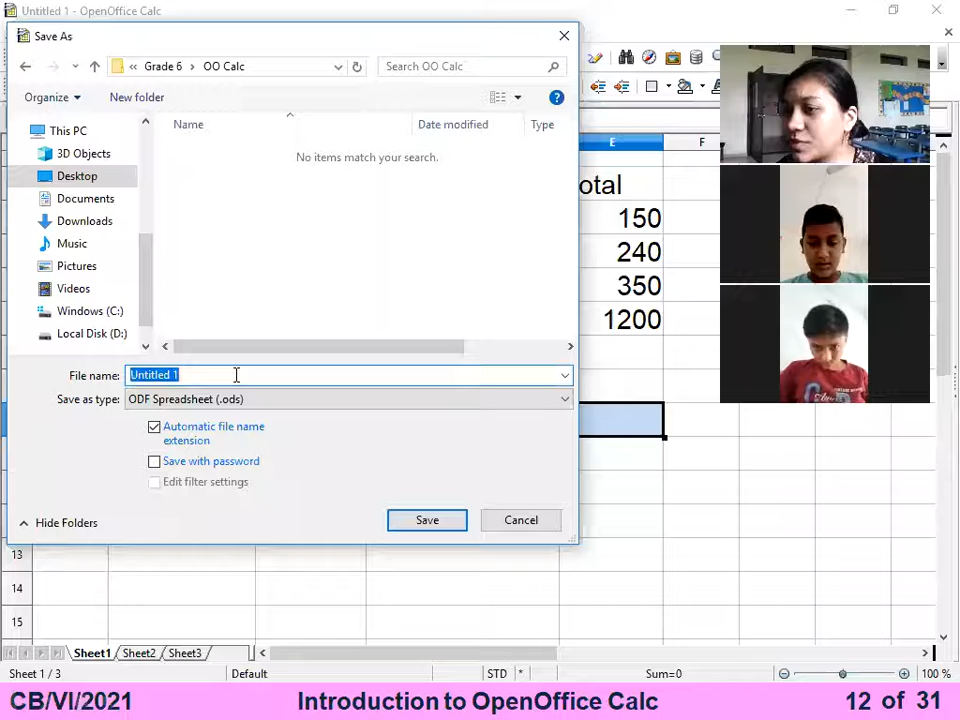 Untitled 1 - OpenOffice Calc
Save As
Grade 6 › OO Calc
Search OO Calc
Organize
New folder
Name
Date modified
Type
No items match your search.
This PC
3D Objects
Desktop
Documents
Downloads
Music
Pictures
Videos
Windows (C:)
Local Disk (D:)
File name: Untitled 1
Save as type: ODF Spreadsheet (.ods)
Automatic file name
extension
Save with password
Edit filter settings
Hide Folders
Save
Cancel
E
F
otal
150
240
350
1200
13
14
15
Sheet1
Sheet2
Sheet3
Sheet 1 / 3
Default
STD
*
Sum=0
100 %
CB/VI/2021
Introduction to OpenOffice Calc
12 of 31